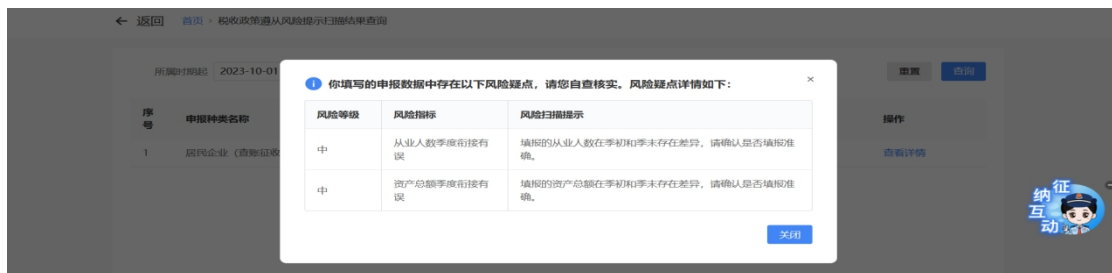 ← 返回 首页 > 税收政策遵从风险提示扫描结果查询
所属时期起 2023-10-01
重置 查询
你填写的申报数据中存在以下风险疑点，请您自查核实。风险疑点详情如下： ×
序号 申报种类名称 操作
风险等级 风险指标 风险扫描提示
1 居民企业（查账征收 查看详情
中 从业人数季度衔接有误 填报的从业人数在季初和季末存在差异，请确认是否填报准确。
中 资产总额季度衔接有误 填报的资产总额在季初和季末存在差异，请确认是否填报准确。
关闭
征纳互动